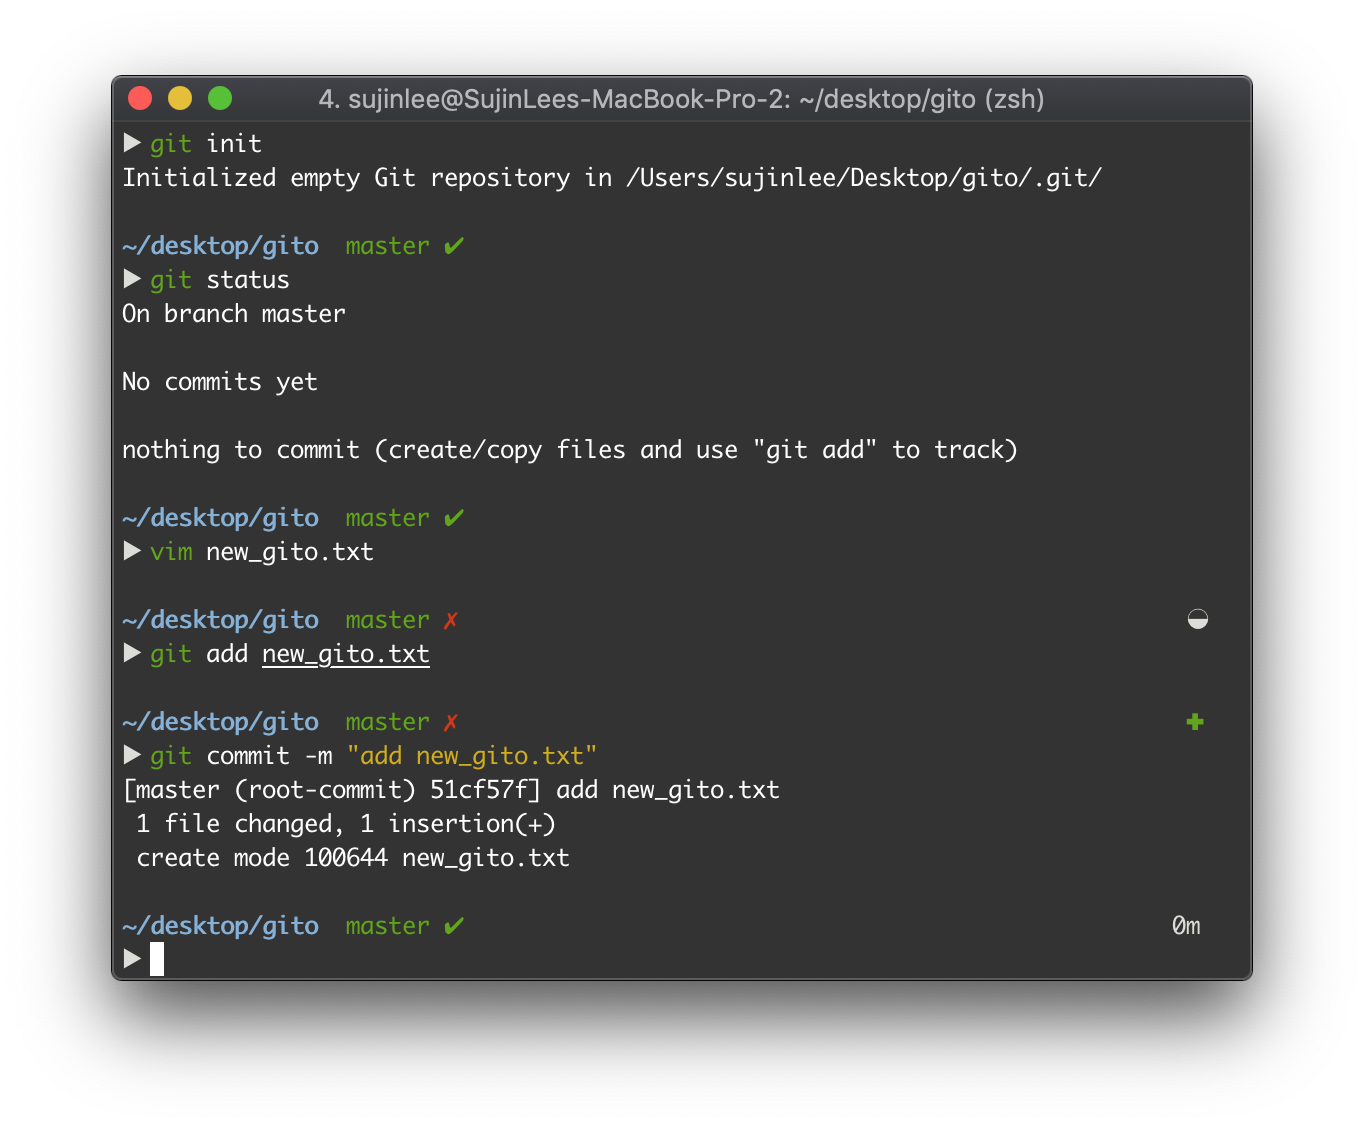 4. sujinlee@SujinLees-MacBook-Pro-2: ~/desktop/gito (zsh)
▶ git init
Initialized empty Git repository in /Users/sujinlee/Desktop/gito/.git/
~/desktop/gito  master ✔
▶ git status
On branch master
No commits yet
nothing to commit (create/copy files and use "git add" to track)
~/desktop/gito  master ✔
▶ vim new_gito.txt
~/desktop/gito  master ✗ ◒
▶ git add new_gito.txt
~/desktop/gito  master ✗ ✚
▶ git commit -m "add new_gito.txt"
[master (root-commit) 51cf57f] add new_gito.txt
 1 file changed, 1 insertion(+)
 create mode 100644 new_gito.txt
~/desktop/gito  master ✔ 0m
▶